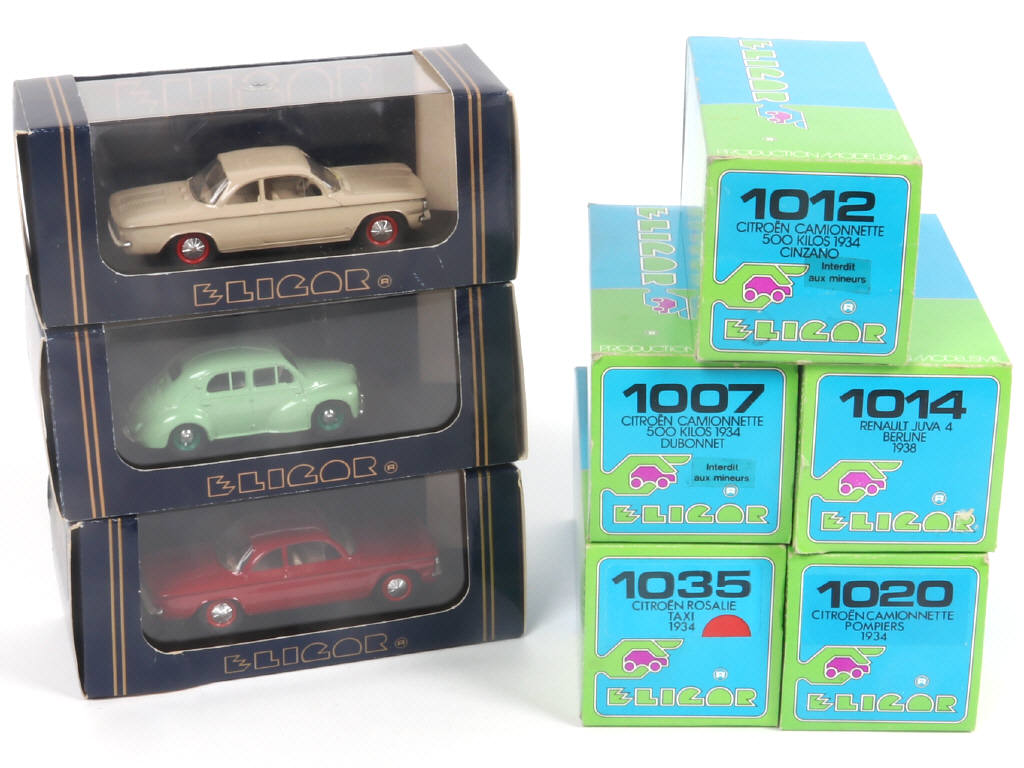 ELIGOR ®
ELIGOR ®
ELIGOR ®
ELIGOR
PRODUCTION MODELISME
1012
CITROËN CAMIONNETTE
500 KILOS 1934
CINZANO
Interdit
aux mineurs
®
ELIGOR
ELIGOR
1007
CITROËN CAMIONNETTE
500 KILOS 1934
DUBONNET
Interdit
aux mineurs
®
ELIGOR
1014
RENAULT JUVA 4
BERLINE
1938
®
ELIGOR
1035
CITROËN ROSALIE
TAXI
1934
®
ELIGOR
1020
CITROËN CAMIONNETTE
POMPIERS
1934
®
ELIGOR